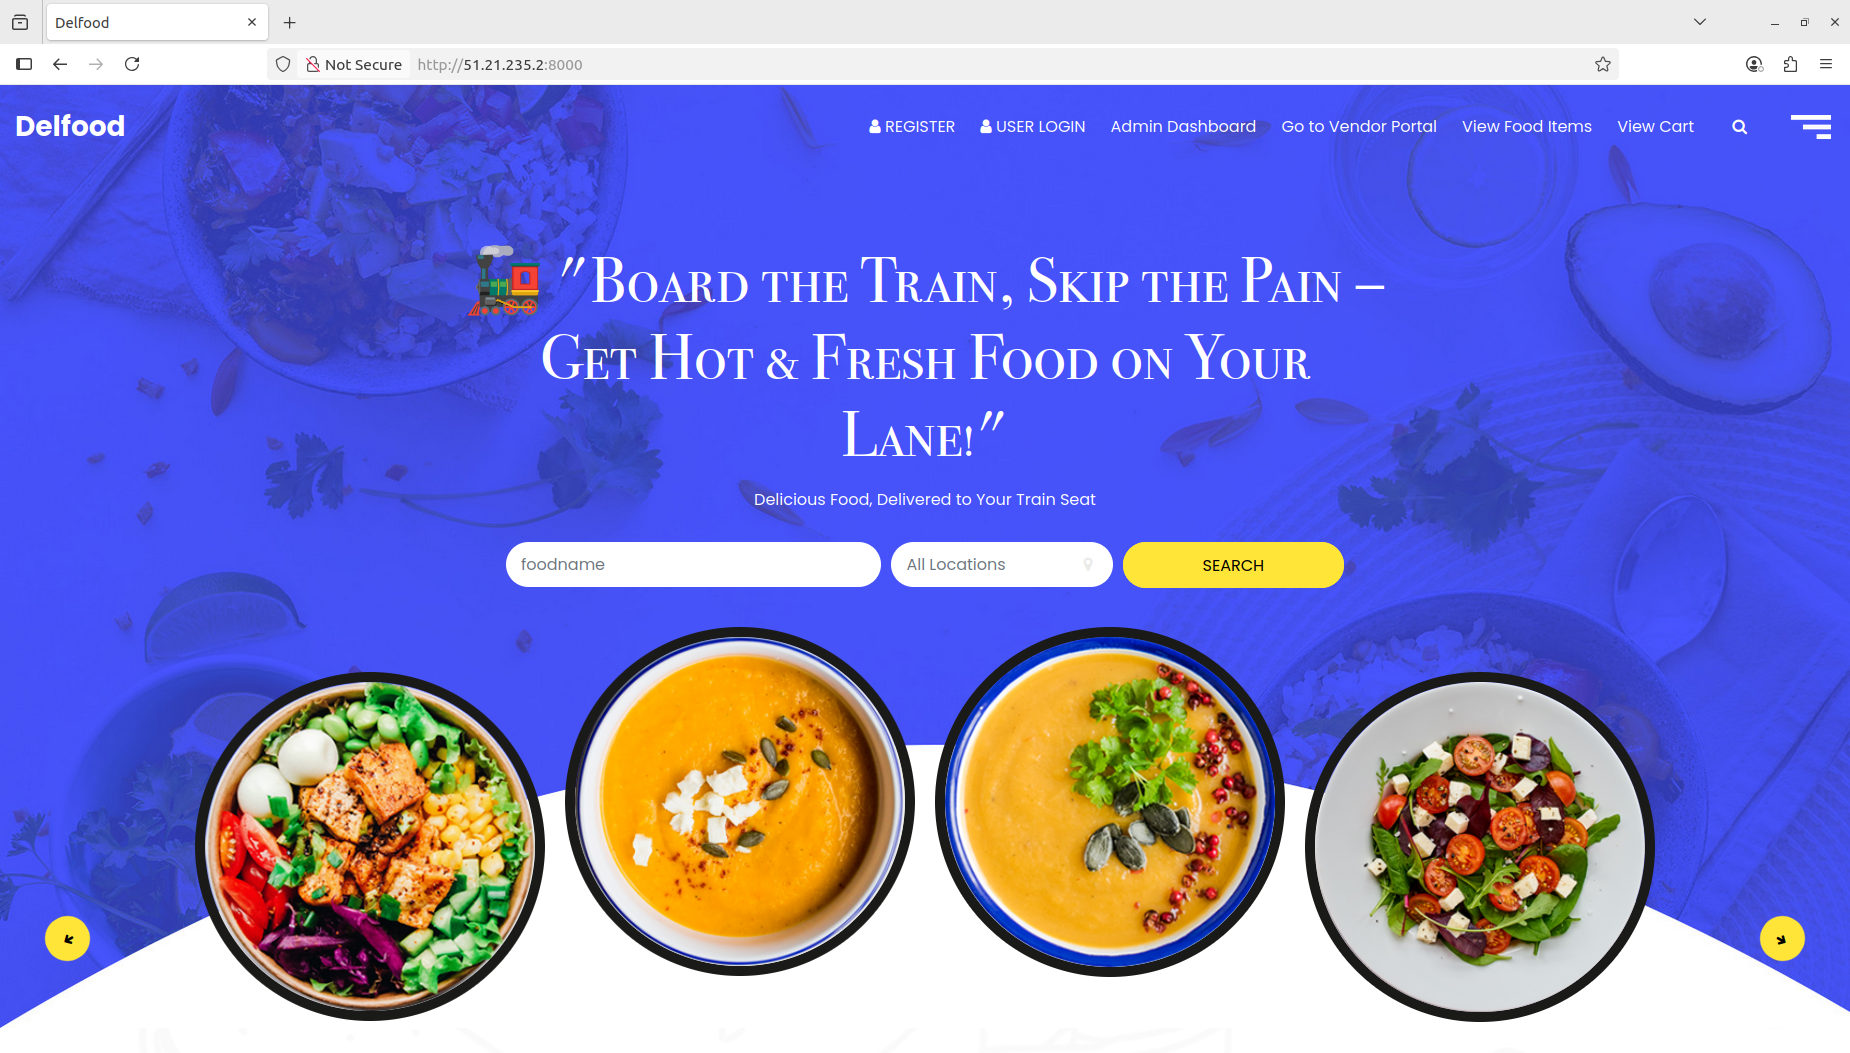 Delfood
Not Secure http://51.21.235.2:8000
Delfood
REGISTER USER LOGIN Admin Dashboard Go to Vendor Portal View Food Items View Cart
"Board the Train, Skip the Pain –
Get Hot & Fresh Food on Your
Lane!"
Delicious Food, Delivered to Your Train Seat
foodname All Locations SEARCH